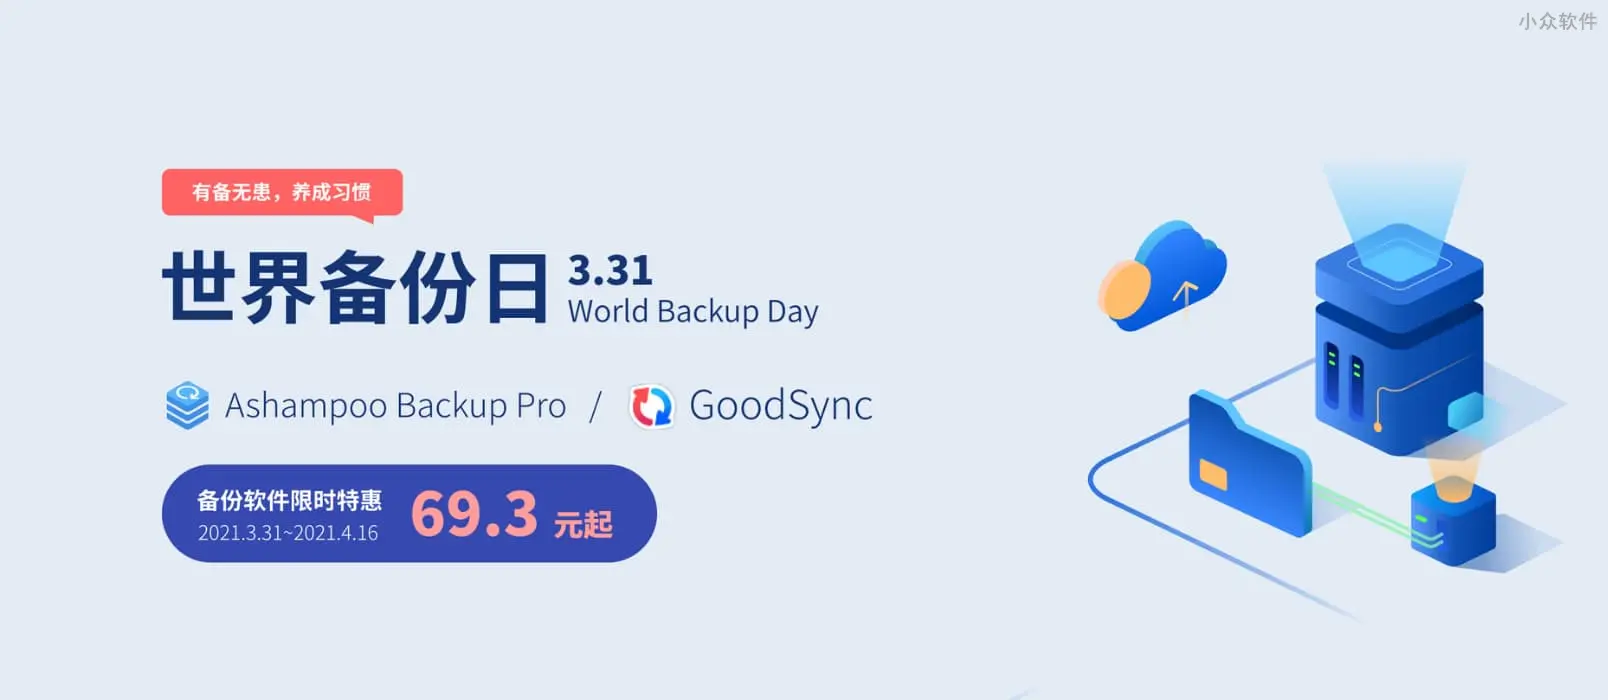 小众软件
有备无患，养成习惯
世界备份日 3.31
World Backup Day
Ashampoo Backup Pro / GoodSync
备份软件限时特惠 69.3 元起
2021.3.31~2021.4.16